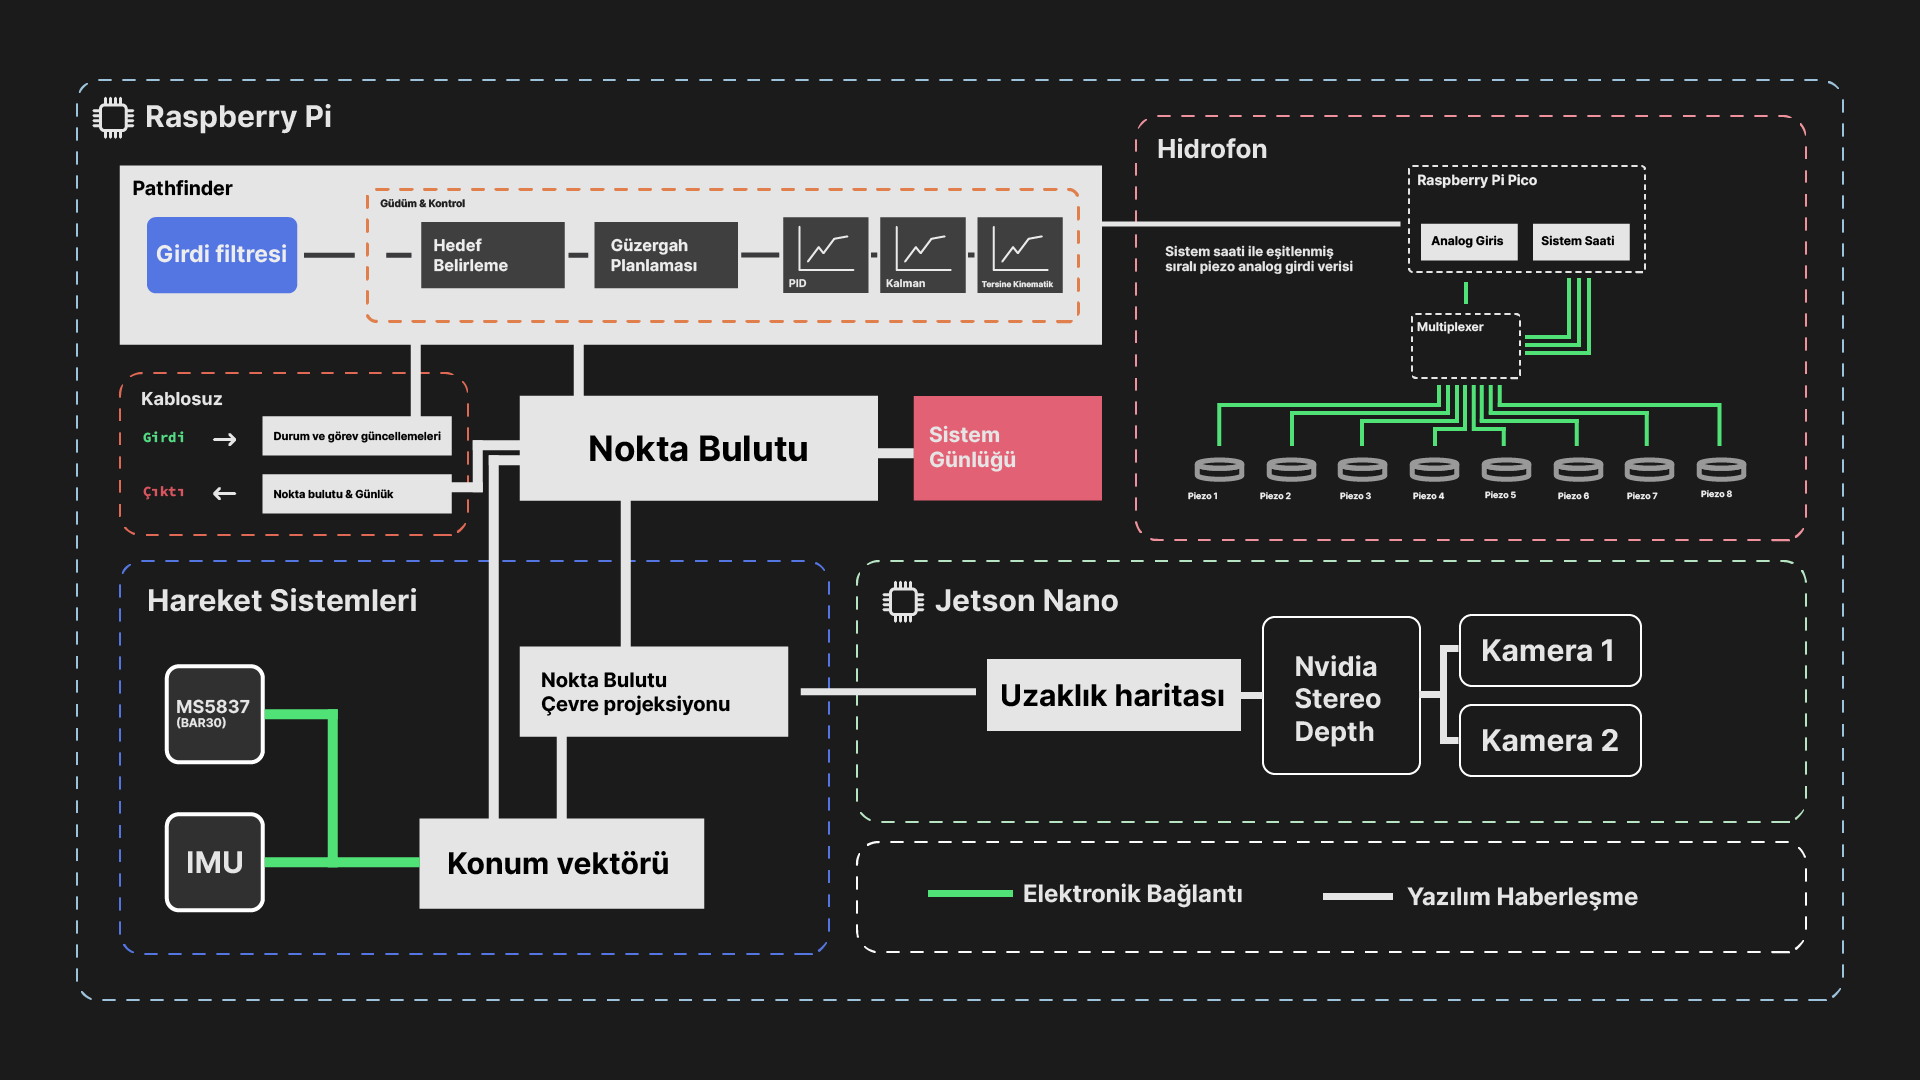 Raspberry Pi
Pathfinder
Girdi filtresi
Güdüm & Kontrol
Hedef
Belirleme
Güzergah
Planlaması
PID
Kalman
Tersine Kinematik
Hidrofon
Raspberry Pi Pico
Analog Giris
Sistem Saati
Sistem saati ile eşitlenmiş
sıralı piezo analog girdi verisi
Multiplexer
Piezo 1
Piezo 2
Piezo 3
Piezo 4
Piezo 5
Piezo 6
Piezo 7
Piezo 8
Kablosuz
Girdi
Durum ve görev güncellemeleri
Çıktı
Nokta bulutu & Günlük
Nokta Bulutu
Sistem
Günlüğü
Hareket Sistemleri
MS5837
(BAR30)
IMU
Nokta Bulutu
Çevre projeksiyonu
Konum vektörü
Jetson Nano
Uzaklık haritası
Nvidia
Stereo
Depth
Kamera 1
Kamera 2
Elektronik Bağlantı
Yazılım Haberleşme